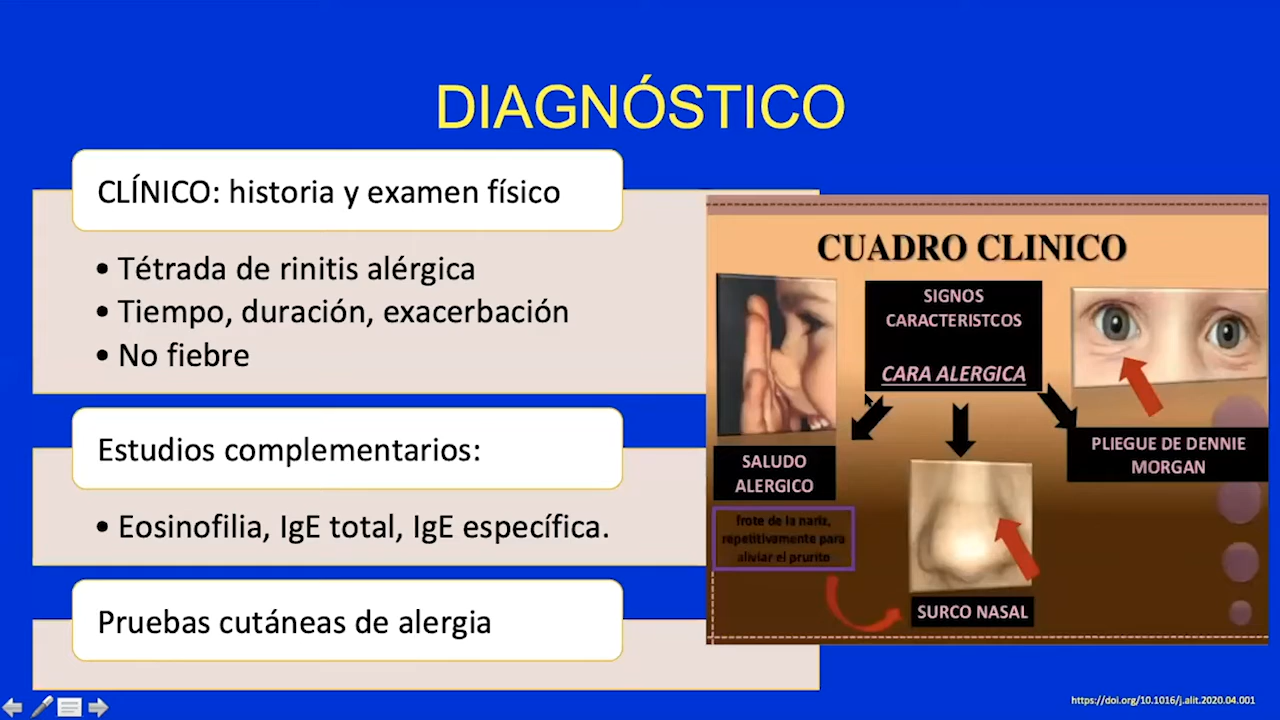 DIAGNÓSTICO
CLÍNICO: historia y examen físico
• Tétrada de rinitis alérgica
• Tiempo, duración, exacerbación
• No fiebre
Estudios complementarios:
• Eosinofilia, IgE total, IgE específica.
Pruebas cutáneas de alergia
CUADRO CLINICO
SIGNOS
CARACTERISTCOS
CARA ALERGICA
SALUDO
ALERGICO
frote de la nariz,
repetitivamente para
aliviar el prurito
PLIEGUE DE DENNIE
MORGAN
SURCO NASAL
https://doi.org/10.1016/j.alit.2020.04.001